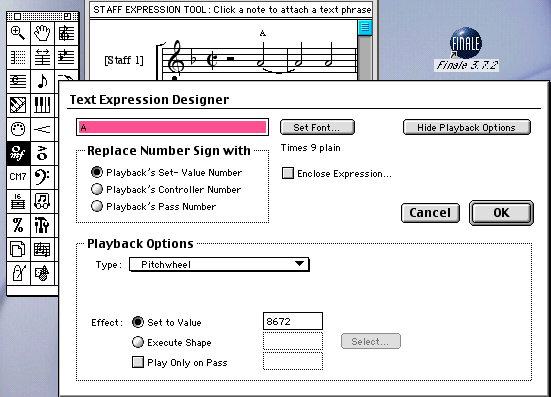 STAFF EXPRESSION TOOL: Click a note to attach a text phrase
A
[Staff 1]
FINALE
Finale 3.7.2
mf
CM7
16
%
Text Expression Designer
A
Set Font...
Hide Playback Options
Replace Number Sign with
Times 9 plain
Playback's Set- Value Number
Enclose Expression...
Playback's Controller Number
Playback's Pass Number
Cancel
OK
Playback Options
Type: Pitchwheel
Effect: Set to Value 8672
Execute Shape Select...
Play Only on Pass